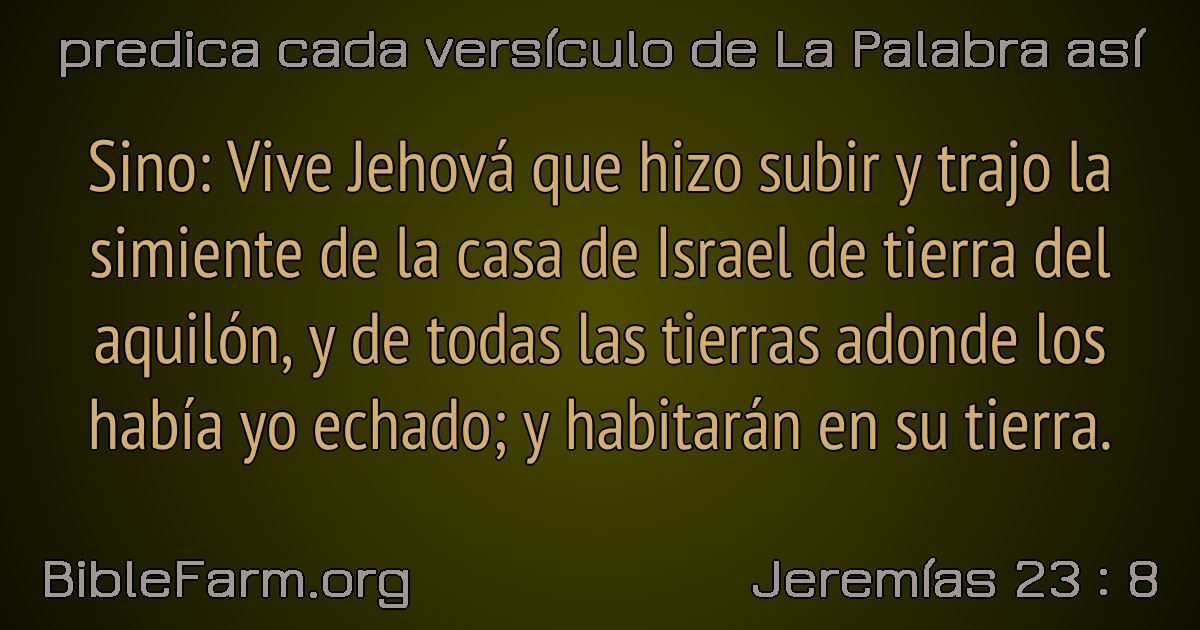 predica cada versículo de La Palabra así
Sino: Vive Jehová que hizo subir y trajo la
simiente de la casa de Israel de tierra del
aquilón, y de todas las tierras adonde los
había yo echado; y habitarán en su tierra.
BibleFarm.org
Jeremías 23 : 8